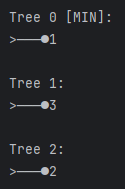 Tree 0 [MIN]:
>───●1
Tree 1:
>───●3
Tree 2:
>───●2